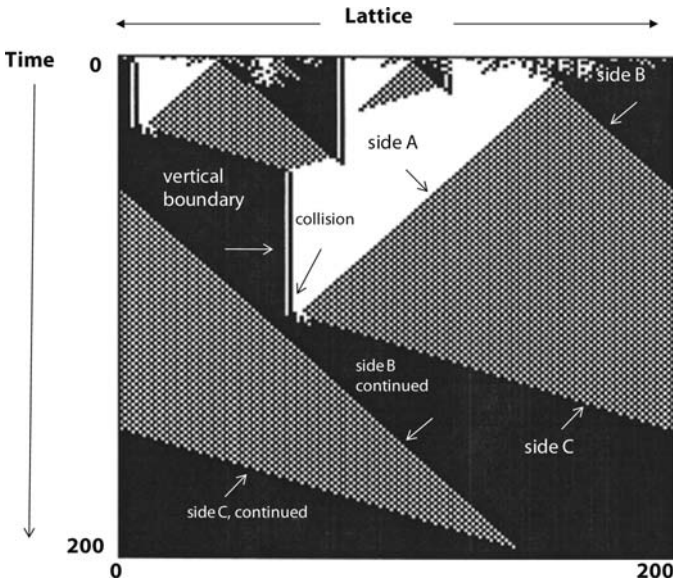 Lattice
Time
0
side B
side A
vertical
boundary
collision
side B
continued
side C
side C, continued
200
0
200